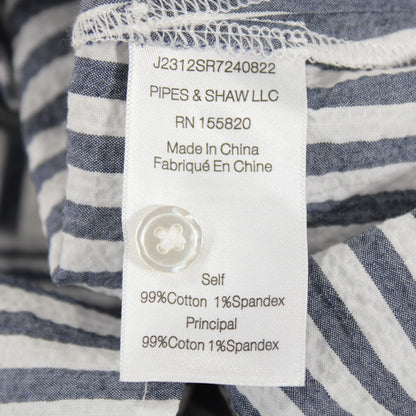 J2312SR7240822
PIPES & SHAW LLC
RN 155820
Made In China
Fabriqué En Chine
Self
99%Cotton 1%Spandex
Principal
99%Cotton 1%Spandex